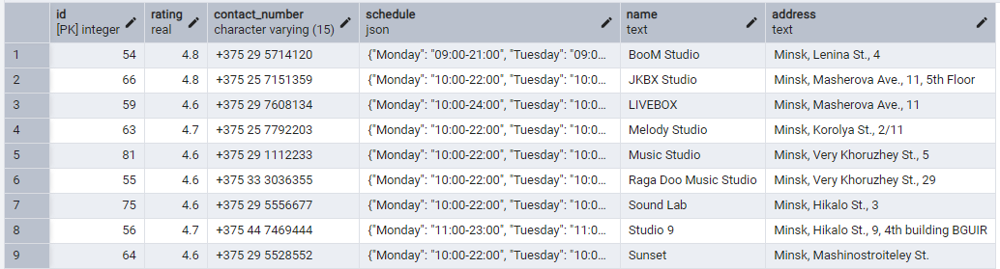 id rating contact_number schedule name address
[PK] integer real character varying (15) json text text
1 54 4.8 +375 29 5714120 {"Monday": "09:00-21:00", "Tuesday": "09:0... BooM Studio Minsk, Lenina St., 4
2 66 4.8 +375 25 7151359 {"Monday": "10:00-22:00", "Tuesday": "10:0... JKBX Studio Minsk, Masherova Ave., 11, 5th Floor
3 59 4.6 +375 29 7608134 {"Monday": "10:00-24:00", "Tuesday": "10:0... LIVEBOX Minsk, Masherova Ave., 11
4 63 4.7 +375 25 7792203 {"Monday": "10:00-22:00", "Tuesday": "10:0... Melody Studio Minsk, Korolya St., 2/11
5 81 4.6 +375 29 1112233 {"Monday": "10:00-22:00", "Tuesday": "10:0... Music Studio Minsk, Very Khoruzhey St., 5
6 55 4.6 +375 33 3036355 {"Monday": "10:00-22:00", "Tuesday": "10:0... Raga Doo Music Studio Minsk, Very Khoruzhey St., 29
7 75 4.6 +375 29 5556677 {"Monday": "10:00-22:00", "Tuesday": "10:0... Sound Lab Minsk, Hikalo St., 3
8 56 4.7 +375 44 7469444 {"Monday": "11:00-23:00", "Tuesday": "11:0... Studio 9 Minsk, Hikalo St., 9, 4th building BGUIR
9 64 4.6 +375 29 5528552 {"Monday": "10:00-22:00", "Tuesday": "10:0... Sunset Minsk, Mashinostroiteley St.